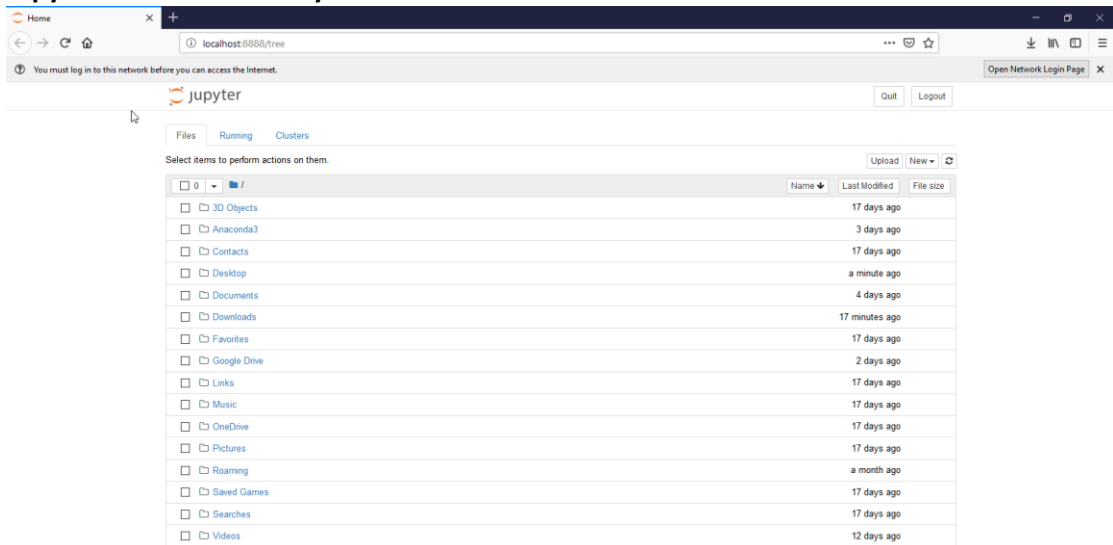 Home
localhost:8888/tree
You must log in to this network before you can access the Internet.
Open Network Login Page
jupyter
Quit Logout
Files Running Clusters
Select items to perform actions on them.
Upload New
0 / Name Last Modified File size
3D Objects 17 days ago
Anaconda3 3 days ago
Contacts 17 days ago
Desktop a minute ago
Documents 4 days ago
Downloads 17 minutes ago
Favorites 17 days ago
Google Drive 2 days ago
Links 17 days ago
Music 17 days ago
OneDrive 17 days ago
Pictures 17 days ago
Roaming a month ago
Saved Games 17 days ago
Searches 17 days ago
Videos 12 days ago